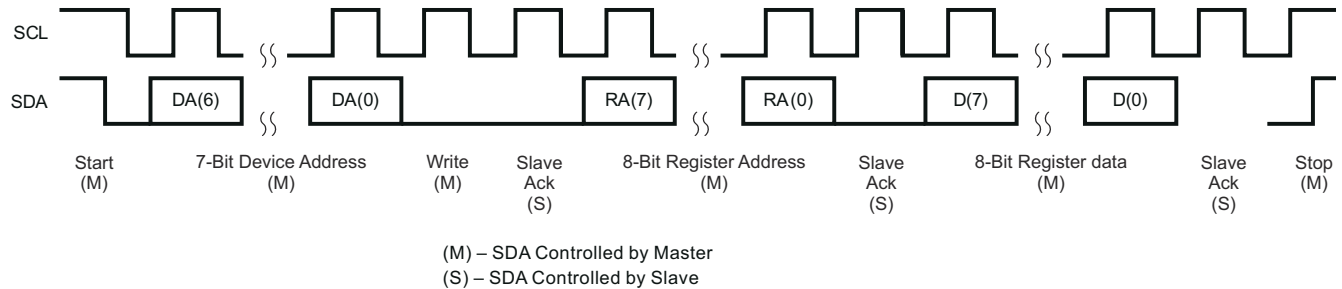 SCL
SDA
DA(6)
DA(0)
RA(7)
RA(0)
D(7)
D(0)
Start
(M)
7-Bit Device Address
(M)
Write
(M)
Slave
Ack
(S)
8-Bit Register Address
(M)
Slave
Ack
(S)
8-Bit Register data
(M)
Slave
Ack
(S)
Stop
(M)
(M) – SDA Controlled by Master
(S) – SDA Controlled by Slave